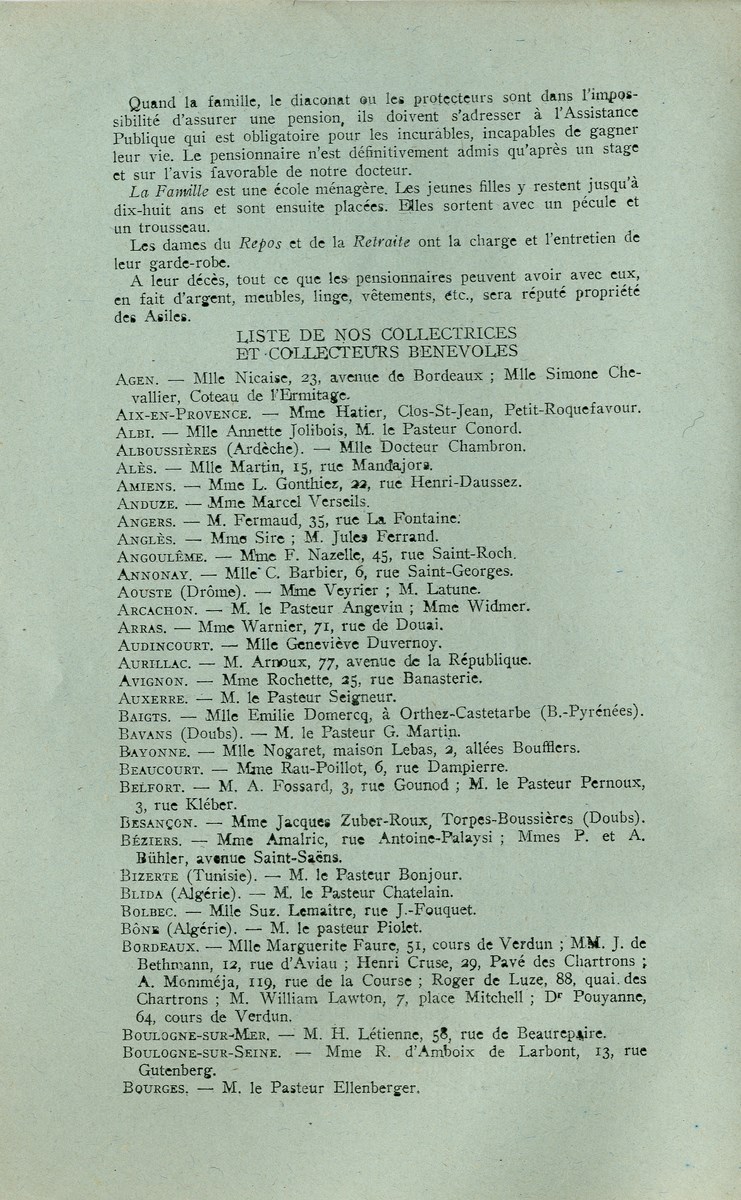 Quand la famille, le diaconat ou les protecteurs sont dans l'impos-
sibilité d'assurer une pension, ils doivent s'adresser à l'Assistance
Publique qui est obligatoire pour les incurables, incapables de gagner
leur vie. Le pensionnaire n'est définitivement admis qu'après un stage
et sur l'avis favorable de notre docteur.
La Famille est une école ménagère. Les jeunes filles y restent jusqu'à
dix-huit ans et sont ensuite placées. Elles sortent avec un pécule et
un trousseau.
Les dames du Repos et de la Retraite ont la charge et l'entretien de
leur garde-robe.
A leur décès, tout ce que les pensionnaires peuvent avoir avec eux,
en fait d'argent, meubles, linge, vêtements, etc., sera réputé propriété
des Asiles.
LISTE DE NOS COLLECTRICES
ET COLLECTEURS BENEVOLES
AGEN. — Mlle Nicaise, 23, avenue de Bordeaux ; Mlle Simone Che-
vallier, Coteau de l'Ermitage.
AIX-EN-PROVENCE. — Mme Hatier, Clos-St-Jean, Petit-Roquefavour.
ALBI. — Mlle Annette Jolibois, M. le Pasteur Conord.
ALBOUSSIÈRES (Ardèche). — Mlle Docteur Chambron.
ALÈS. — Mlle Martin, 15, rue Mandajors.
AMIENS. — Mme L. Gonthiez, 22, rue Henri-Daussez.
ANDUZE. — Mme Marcel Verseils.
ANGERS. — M. Fermaud, 35, rue La Fontaine.
ANGLÈS. — Mme Sire ; M. Jules Ferrand.
ANGOULÊME. — Mme F. Nazelle, 45, rue Saint-Roch.
ANNONAY. — Mlle C. Barbier, 6, rue Saint-Georges.
AOUSTE (Drôme). — Mme Veyrier ; M. Latune.
ARCACHON. — M. le Pasteur Angevin ; Mme Widmer.
ARRAS. — Mme Warnier, 71, rue de Douai.
AUDINCOURT. — Mlle Geneviève Duvernoy.
AURILLAC. — M. Arnoux, 77, avenue de la République.
AVIGNON. — Mme Rochette, 25, rue Banasterie.
AUXERRE. — M. le Pasteur Seigneur.
BAIGTS. — Mlle Emilie Domercq, à Orthez-Castetarbe (B.-Pyrénées).
BAVANS (Doubs). — M. le Pasteur G. Martin.
BAYONNE. — Mlle Nogaret, maison Lebas, 2, allées Boufflers.
BEAUCOURT. — Mme Rau-Poillot, 6, rue Dampierre.
BELFORT. — M. A. Fossard, 3, rue Gounod ; M. le Pasteur Pernoux,
3, rue Kléber.
BESANÇON. — Mme Jacques Zuber-Roux, Torpes-Boussières (Doubs).
BÉZIERS. — Mme Amalric, rue Antoine-Palaysi ; Mmes P. et A.
Bühler, avenue Saint-Saëns.
BIZERTE (Tunisie). — M. le Pasteur Bonjour.
BLIDA (Algérie). — M. le Pasteur Chatelain.
BOLBEC. — Mlle Suz. Lemaitre, rue J.-Fouquet.
BÔNE (Algérie). — M. le pasteur Piolet.
BORDEAUX. — Mlle Marguerite Faure, 51, cours de Verdun ; MM. J. de
Bethmann, 12, rue d'Aviau ; Henri Cruse, 29, Pavé des Chartrons ;
A. Momméja, 119, rue de la Course ; Roger de Luze, 88, quai des
Chartrons ; M. William Lawton, 7, place Mitchell ; Dr Pouyanne,
64, cours de Verdun.
BOULOGNE-SUR-MER. — M. H. Létienne, 58, rue de Beaurepaire.
BOULOGNE-SUR-SEINE. — Mme R. d'Amboix de Larbont, 13, rue
Gutenberg.
BOURGES. — M. le Pasteur Ellenberger.